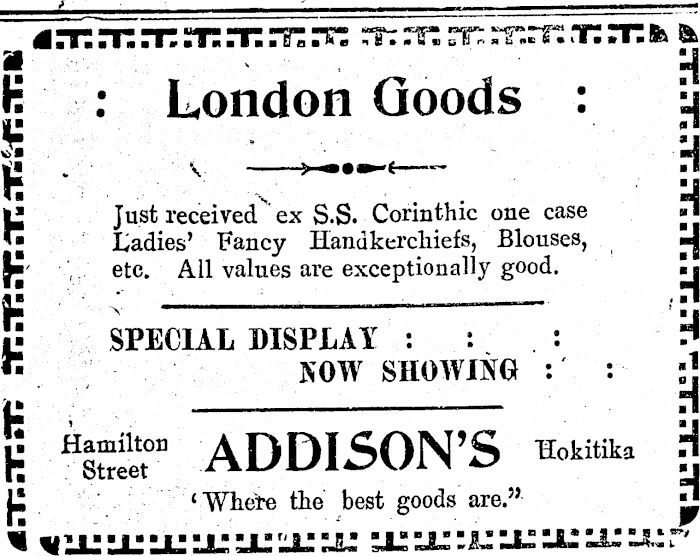 : London Goods :
Just received ex S.S. Corinthic one case
Ladies' Fancy Handkerchiefs, Blouses,
etc. All values are exceptionally good.
SPECIAL DISPLAY : : :
NOW SHOWING : :
Hamilton Street ADDISON'S Hokitika
‘Where the best goods are.”